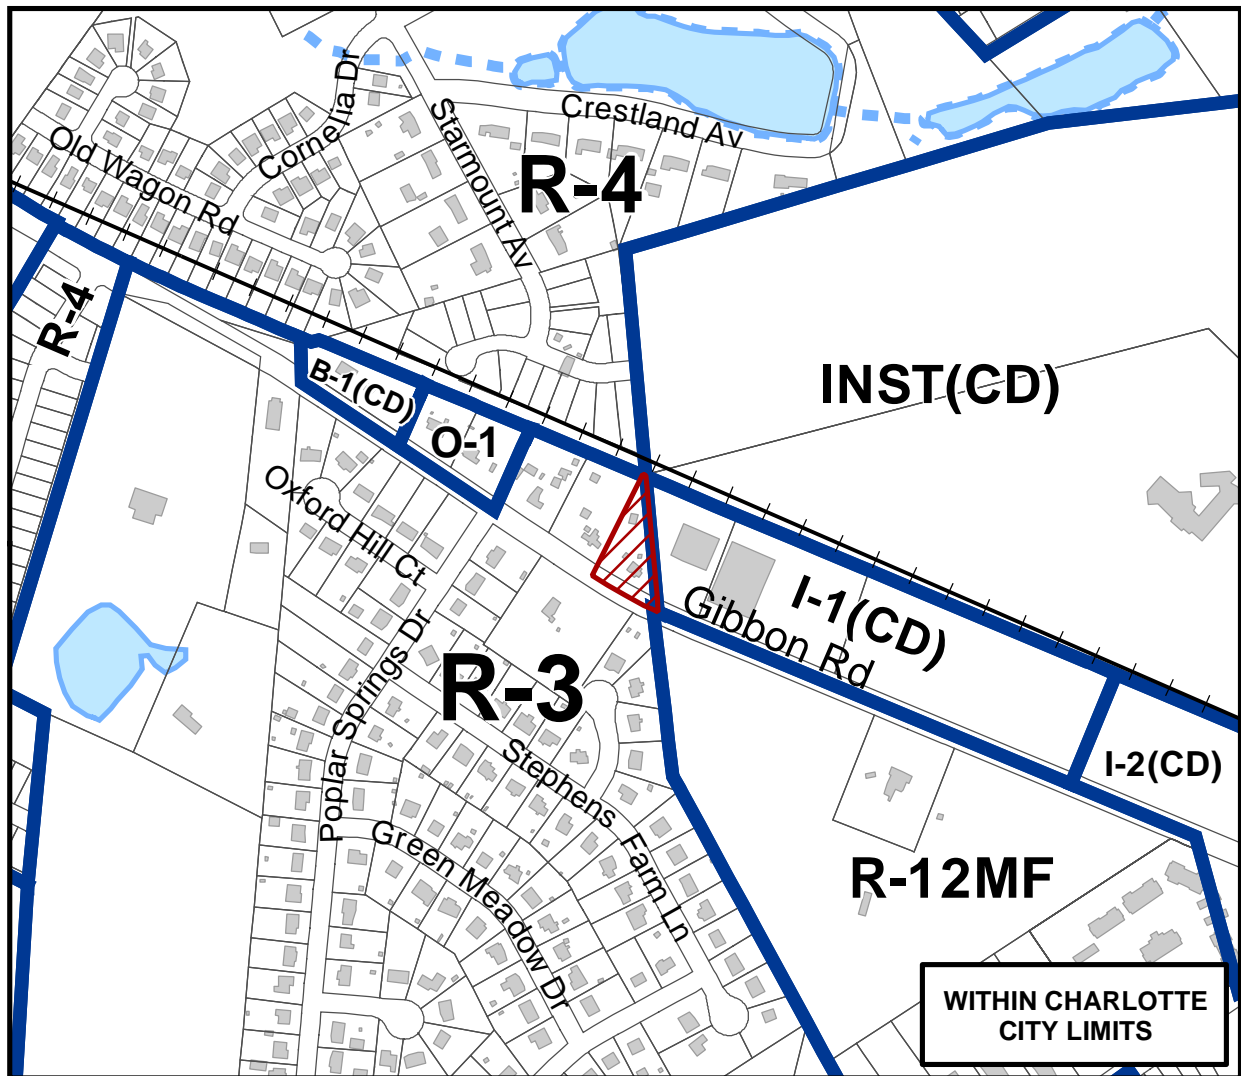 Cornelia Dr
Crestland Av
Starmount Av
Old Wagon Rd
R-4
R-4
INST(CD)
B-1(CD)
O-1
Oxford Hill Ct
I-1(CD)
Gibbon Rd
Poplar Springs Dr
R-3
Stephens Farm Ln
I-2(CD)
Green Meadow Dr
R-12MF
WITHIN CHARLOTTE
CITY LIMITS